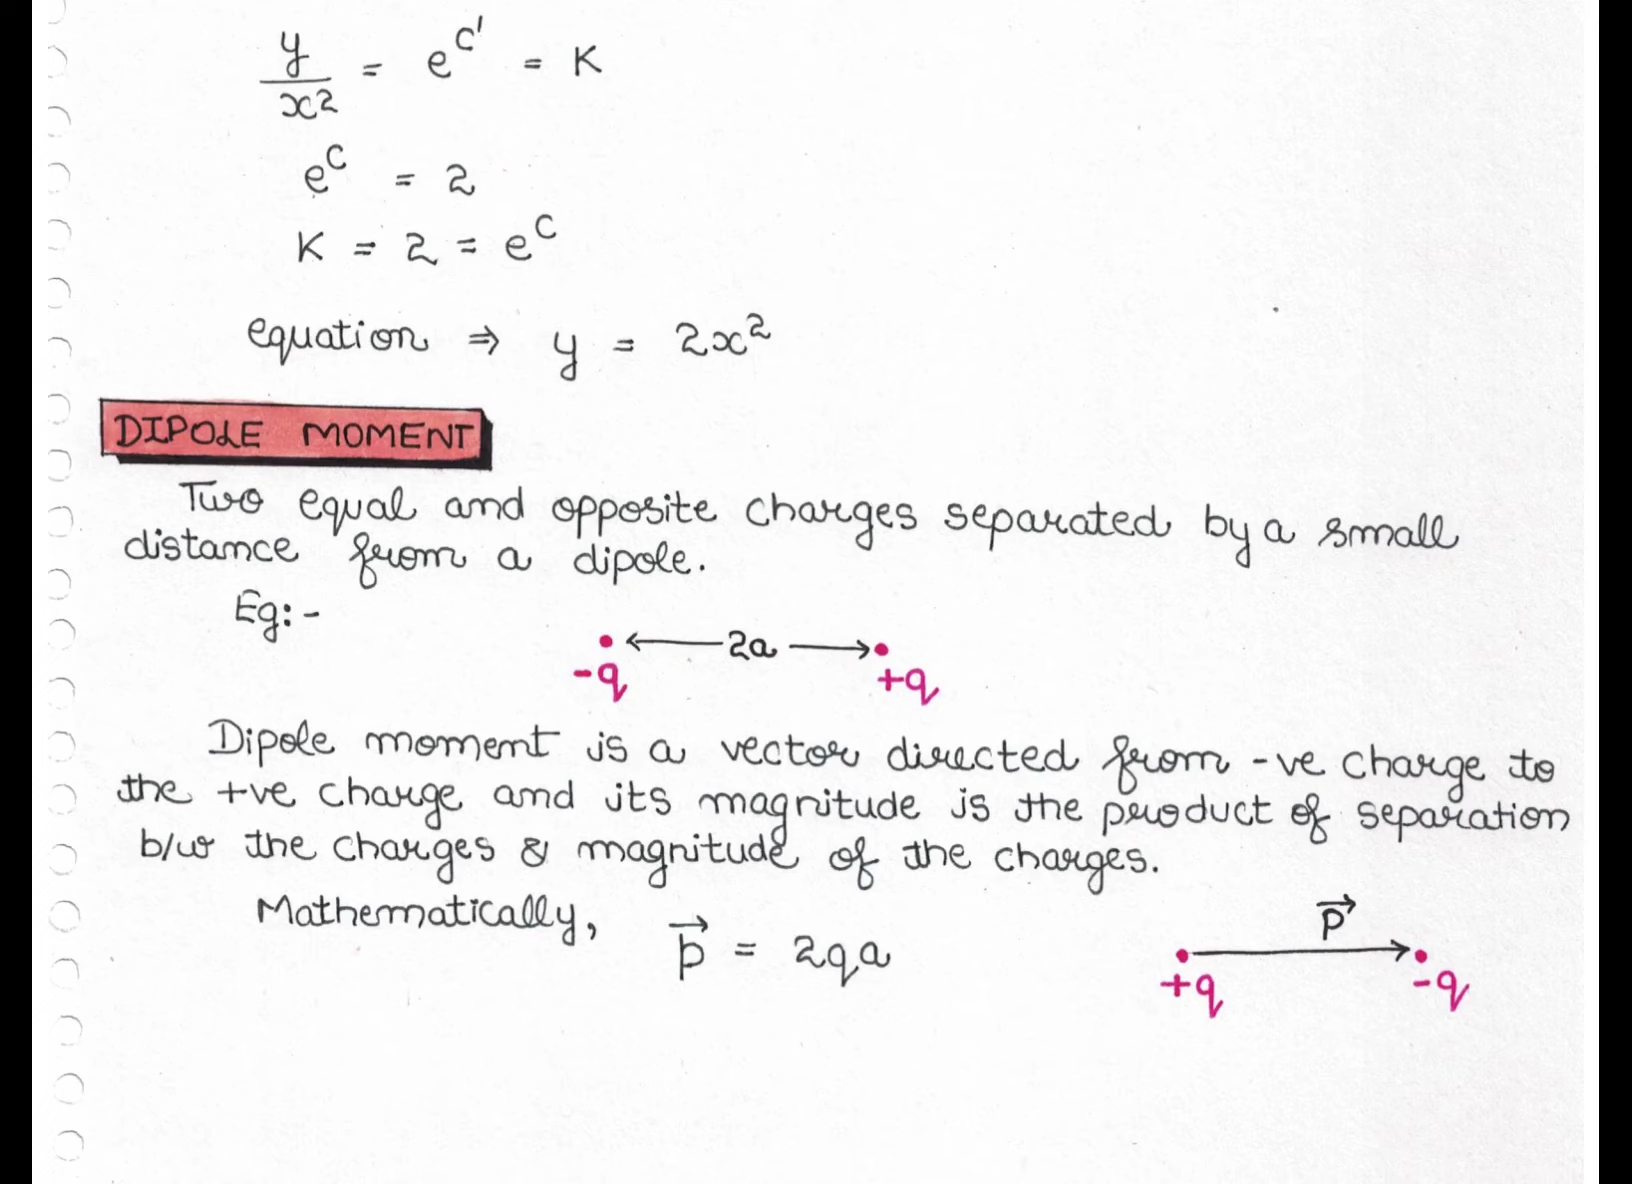 y/x² = e^C' = K
e^C = 2
K = 2 = e^C
equation ⇒ y = 2x²
DIPOLE MOMENT
Two equal and opposite charges separated by a small
distance from a dipole.
Eg:-
← 2a →
-q +q
Dipole moment is a vector directed from -ve charge to
the +ve charge and its magnitude is the product of separation
b/w the charges & magnitude of the charges.
Mathematically, p⃗ = 2qa
p⃗
+q -q